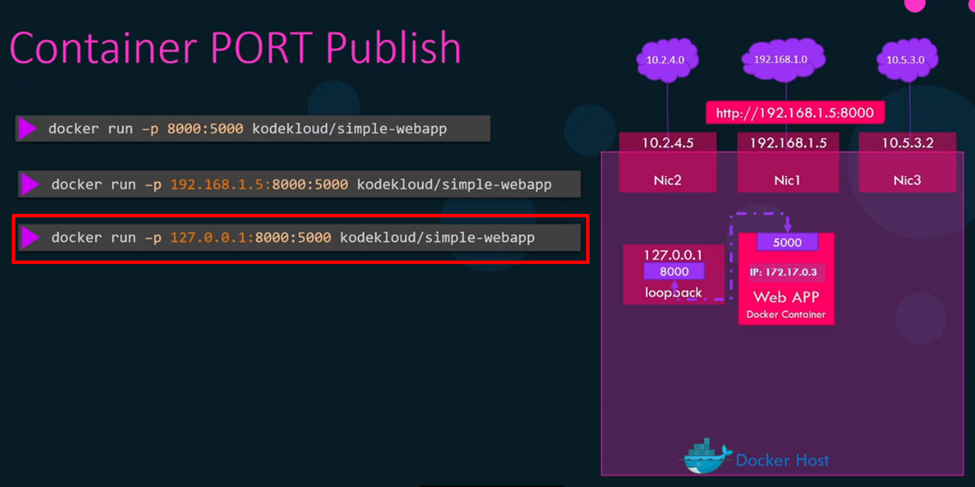 Container PORT Publish
docker run –p 8000:5000 kodekloud/simple-webapp
docker run –p 192.168.1.5:8000:5000 kodekloud/simple-webapp
docker run –p 127.0.0.1:8000:5000 kodekloud/simple-webapp
10.2.4.0
192.168.1.0
10.5.3.0
http://192.168.1.5:8000
10.2.4.5
192.168.1.5
10.5.3.2
Nic2
Nic1
Nic3
127.0.0.1
8000
loopback
5000
IP: 172.17.0.3
Web APP
Docker Container
Docker Host